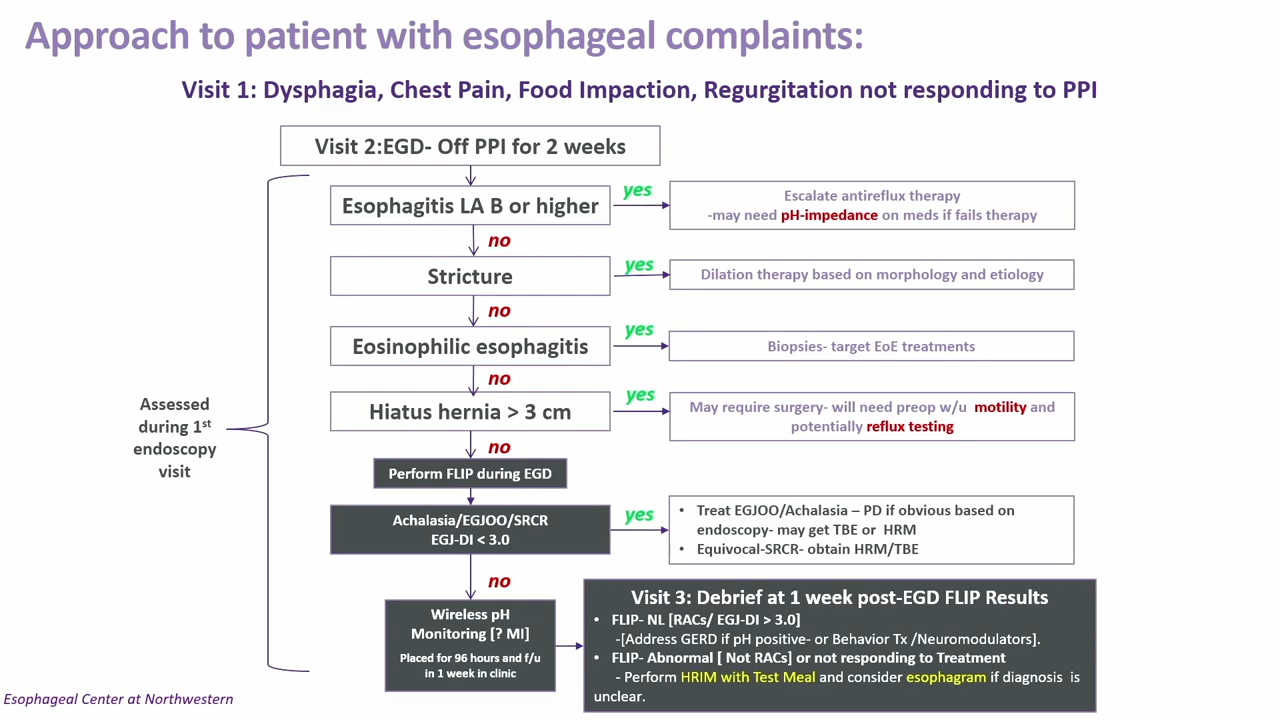 Approach to patient with esophageal complaints:
Visit 1: Dysphagia, Chest Pain, Food Impaction, Regurgitation not responding to PPI
Visit 2:EGD- Off PPI for 2 weeks
Esophagitis LA B or higher
yes
Escalate antireflux therapy
-may need pH-impedance on meds if fails therapy
no
Stricture
yes
Dilation therapy based on morphology and etiology
no
Eosinophilic esophagitis
yes
Biopsies- target EoE treatments
no
Hiatus hernia > 3 cm
yes
May require surgery- will need preop w/u motility and
potentially reflux testing
no
Assessed
during 1st
endoscopy
visit
Perform FLIP during EGD
Achalasia/EGJOO/SRCR
EGJ-DI < 3.0
yes
• Treat EGJOO/Achalasia – PD if obvious based on
endoscopy- may get TBE or HRM
• Equivocal-SRCR- obtain HRM/TBE
no
Wireless pH
Monitoring [? MI]
Placed for 96 hours and f/u
in 1 week in clinic
Visit 3: Debrief at 1 week post-EGD FLIP Results
• FLIP- NL [RACs/ EGJ-DI > 3.0]
-[Address GERD if pH positive- or Behavior Tx /Neuromodulators].
• FLIP- Abnormal [ Not RACs] or not responding to Treatment
- Perform HRIM with Test Meal and consider esophagram if diagnosis is
unclear.
Esophageal Center at Northwestern